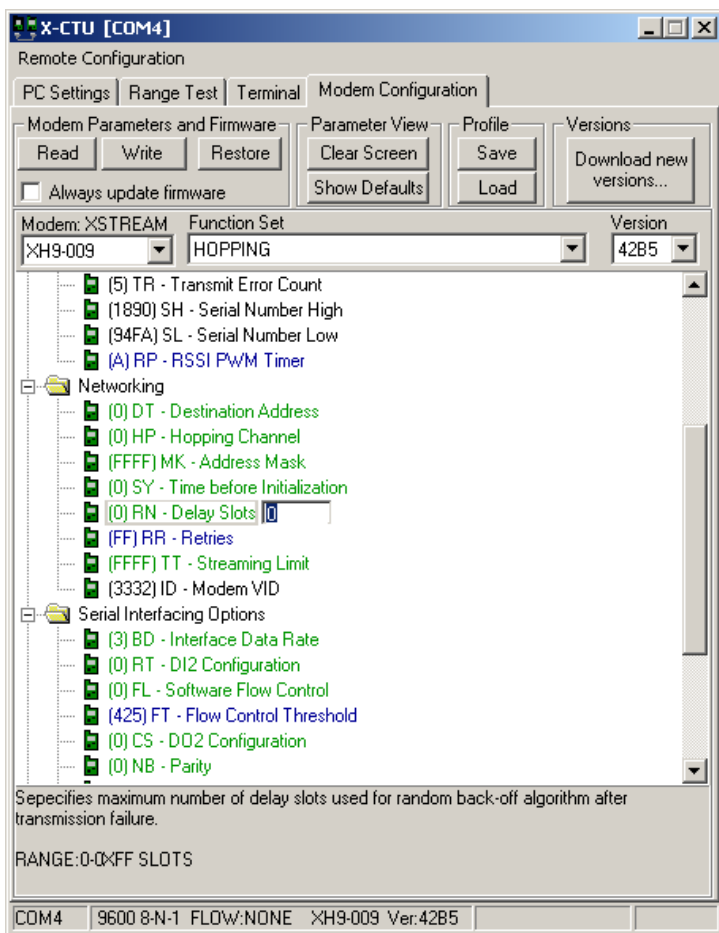 X-CTU [COM4]
Remote Configuration
PC Settings Range Test Terminal Modem Configuration
Modem Parameters and Firmware Parameter View Profile Versions
Read Write Restore Clear Screen Save Download new versions...
Always update firmware Show Defaults Load
Modem: XSTREAM Function Set Version
XH9-009 HOPPING 42B5
(5) TR - Transmit Error Count
(1890) SH - Serial Number High
(94FA) SL - Serial Number Low
(A) RP - RSSI PWM Timer
Networking
(0) DT - Destination Address
(0) HP - Hopping Channel
(FFFF) MK - Address Mask
(0) SY - Time before Initialization
(0) RN - Delay Slots 0
(FF) RR - Retries
(FFFF) TT - Streaming Limit
(3332) ID - Modem VID
Serial Interfacing Options
(3) BD - Interface Data Rate
(0) RT - DI2 Configuration
(0) FL - Software Flow Control
(425) FT - Flow Control Threshold
(0) CS - DO2 Configuration
(0) NB - Parity
Sepecifies maximum number of delay slots used for random back-off algorithm after
transmission failure.
RANGE:0-0XFF SLOTS
COM4 9600 8-N-1 FLOW:NONE XH9-009 Ver:42B5